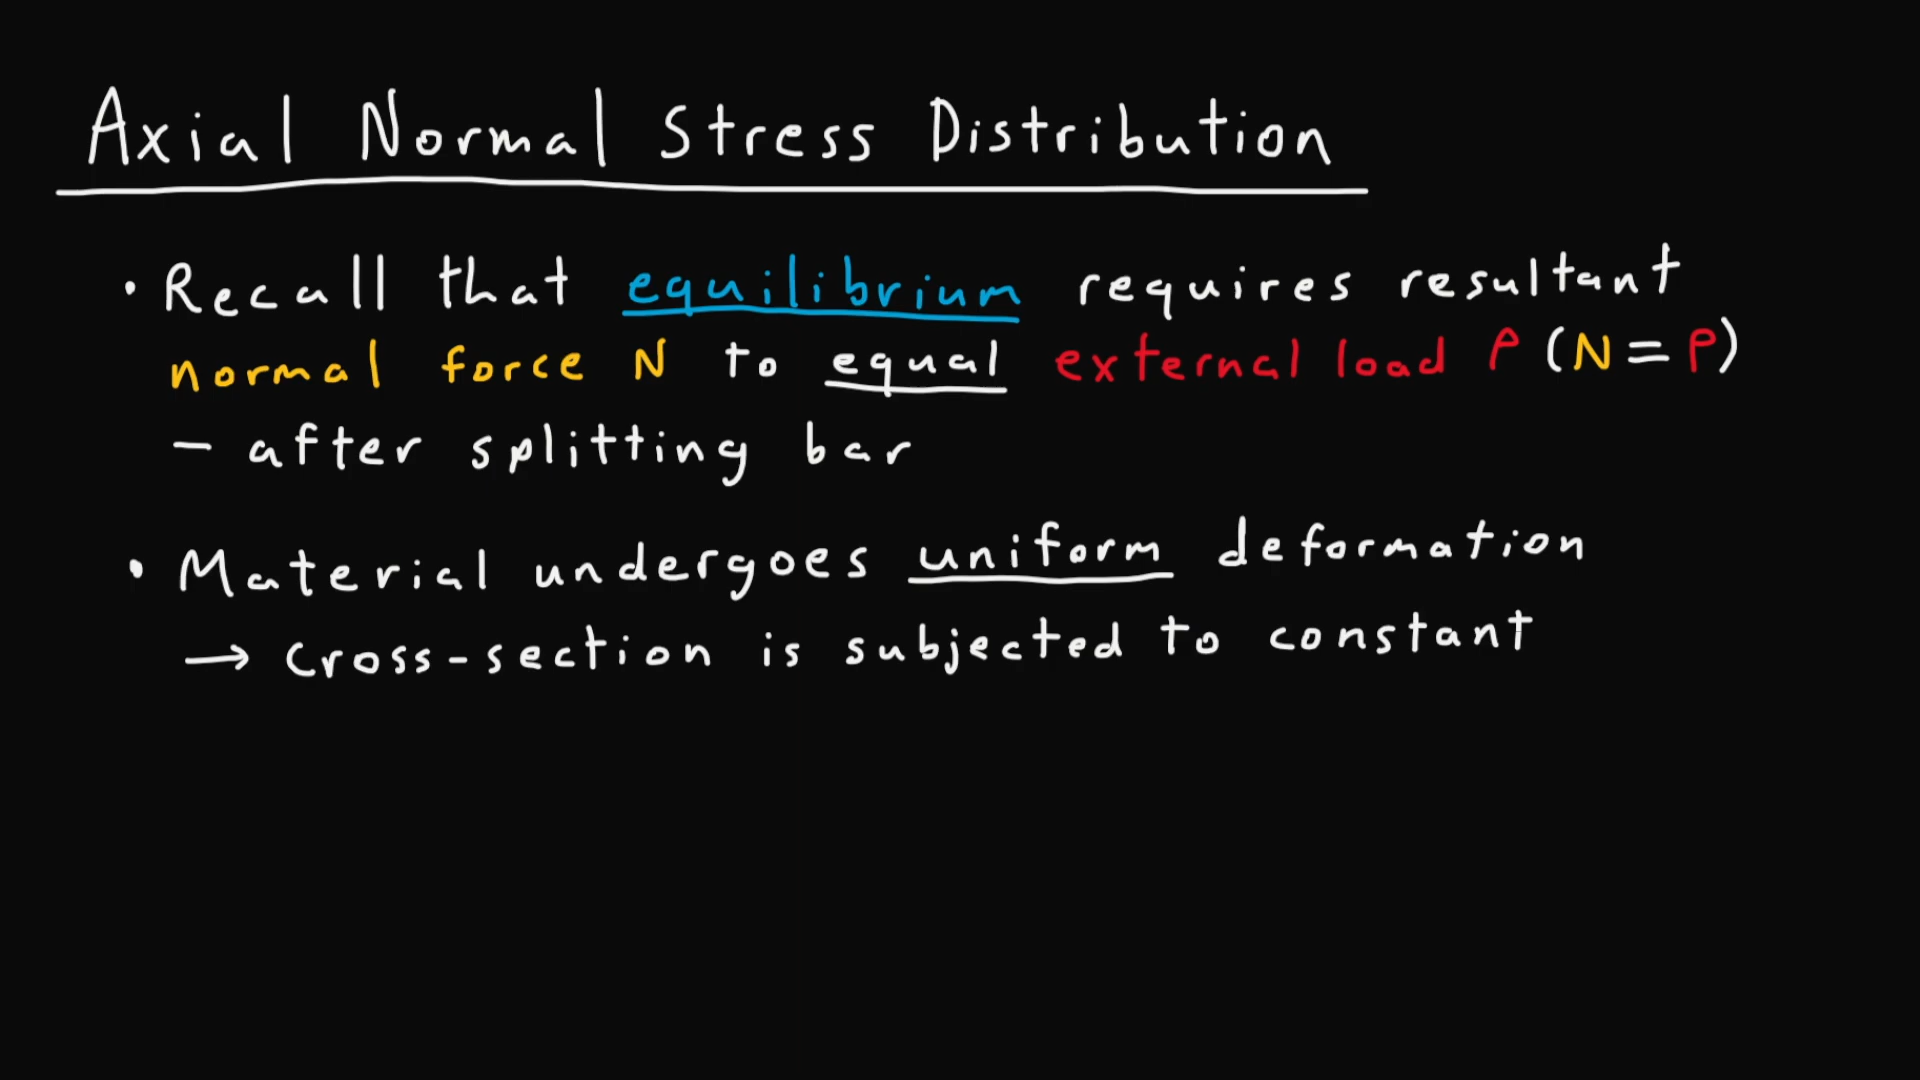 Axial Normal Stress Distribution
• Recall that equilibrium requires resultant
normal force N to equal external load P (N = P)
- after splitting bar
• Material undergoes uniform deformation
→ cross-section is subjected to constant